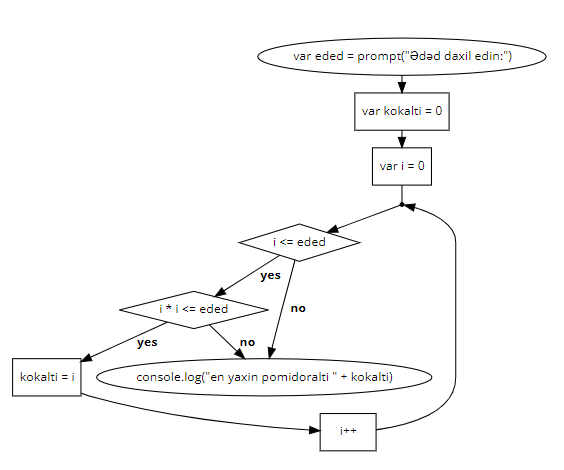 var eded = prompt("Ədəd daxil edin:")
var kokalti = 0
var i = 0
i <= eded
yes
no
i * i <= eded
yes
no
kokalti = i
console.log("en yaxin pomidoralti " + kokalti)
i++